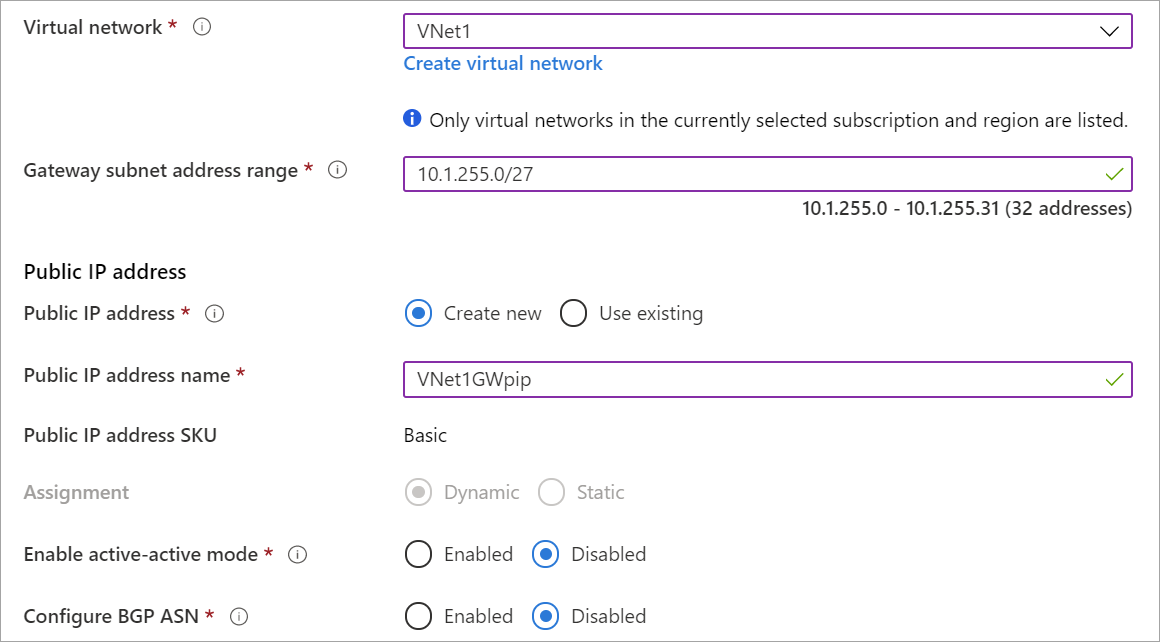 Virtual network * VNet1
Create virtual network
Only virtual networks in the currently selected subscription and region are listed.
Gateway subnet address range * 10.1.255.0/27
10.1.255.0 - 10.1.255.31 (32 addresses)
Public IP address
Public IP address * Create new Use existing
Public IP address name * VNet1GWpip
Public IP address SKU Basic
Assignment Dynamic Static
Enable active-active mode * Enabled Disabled
Configure BGP ASN * Enabled Disabled